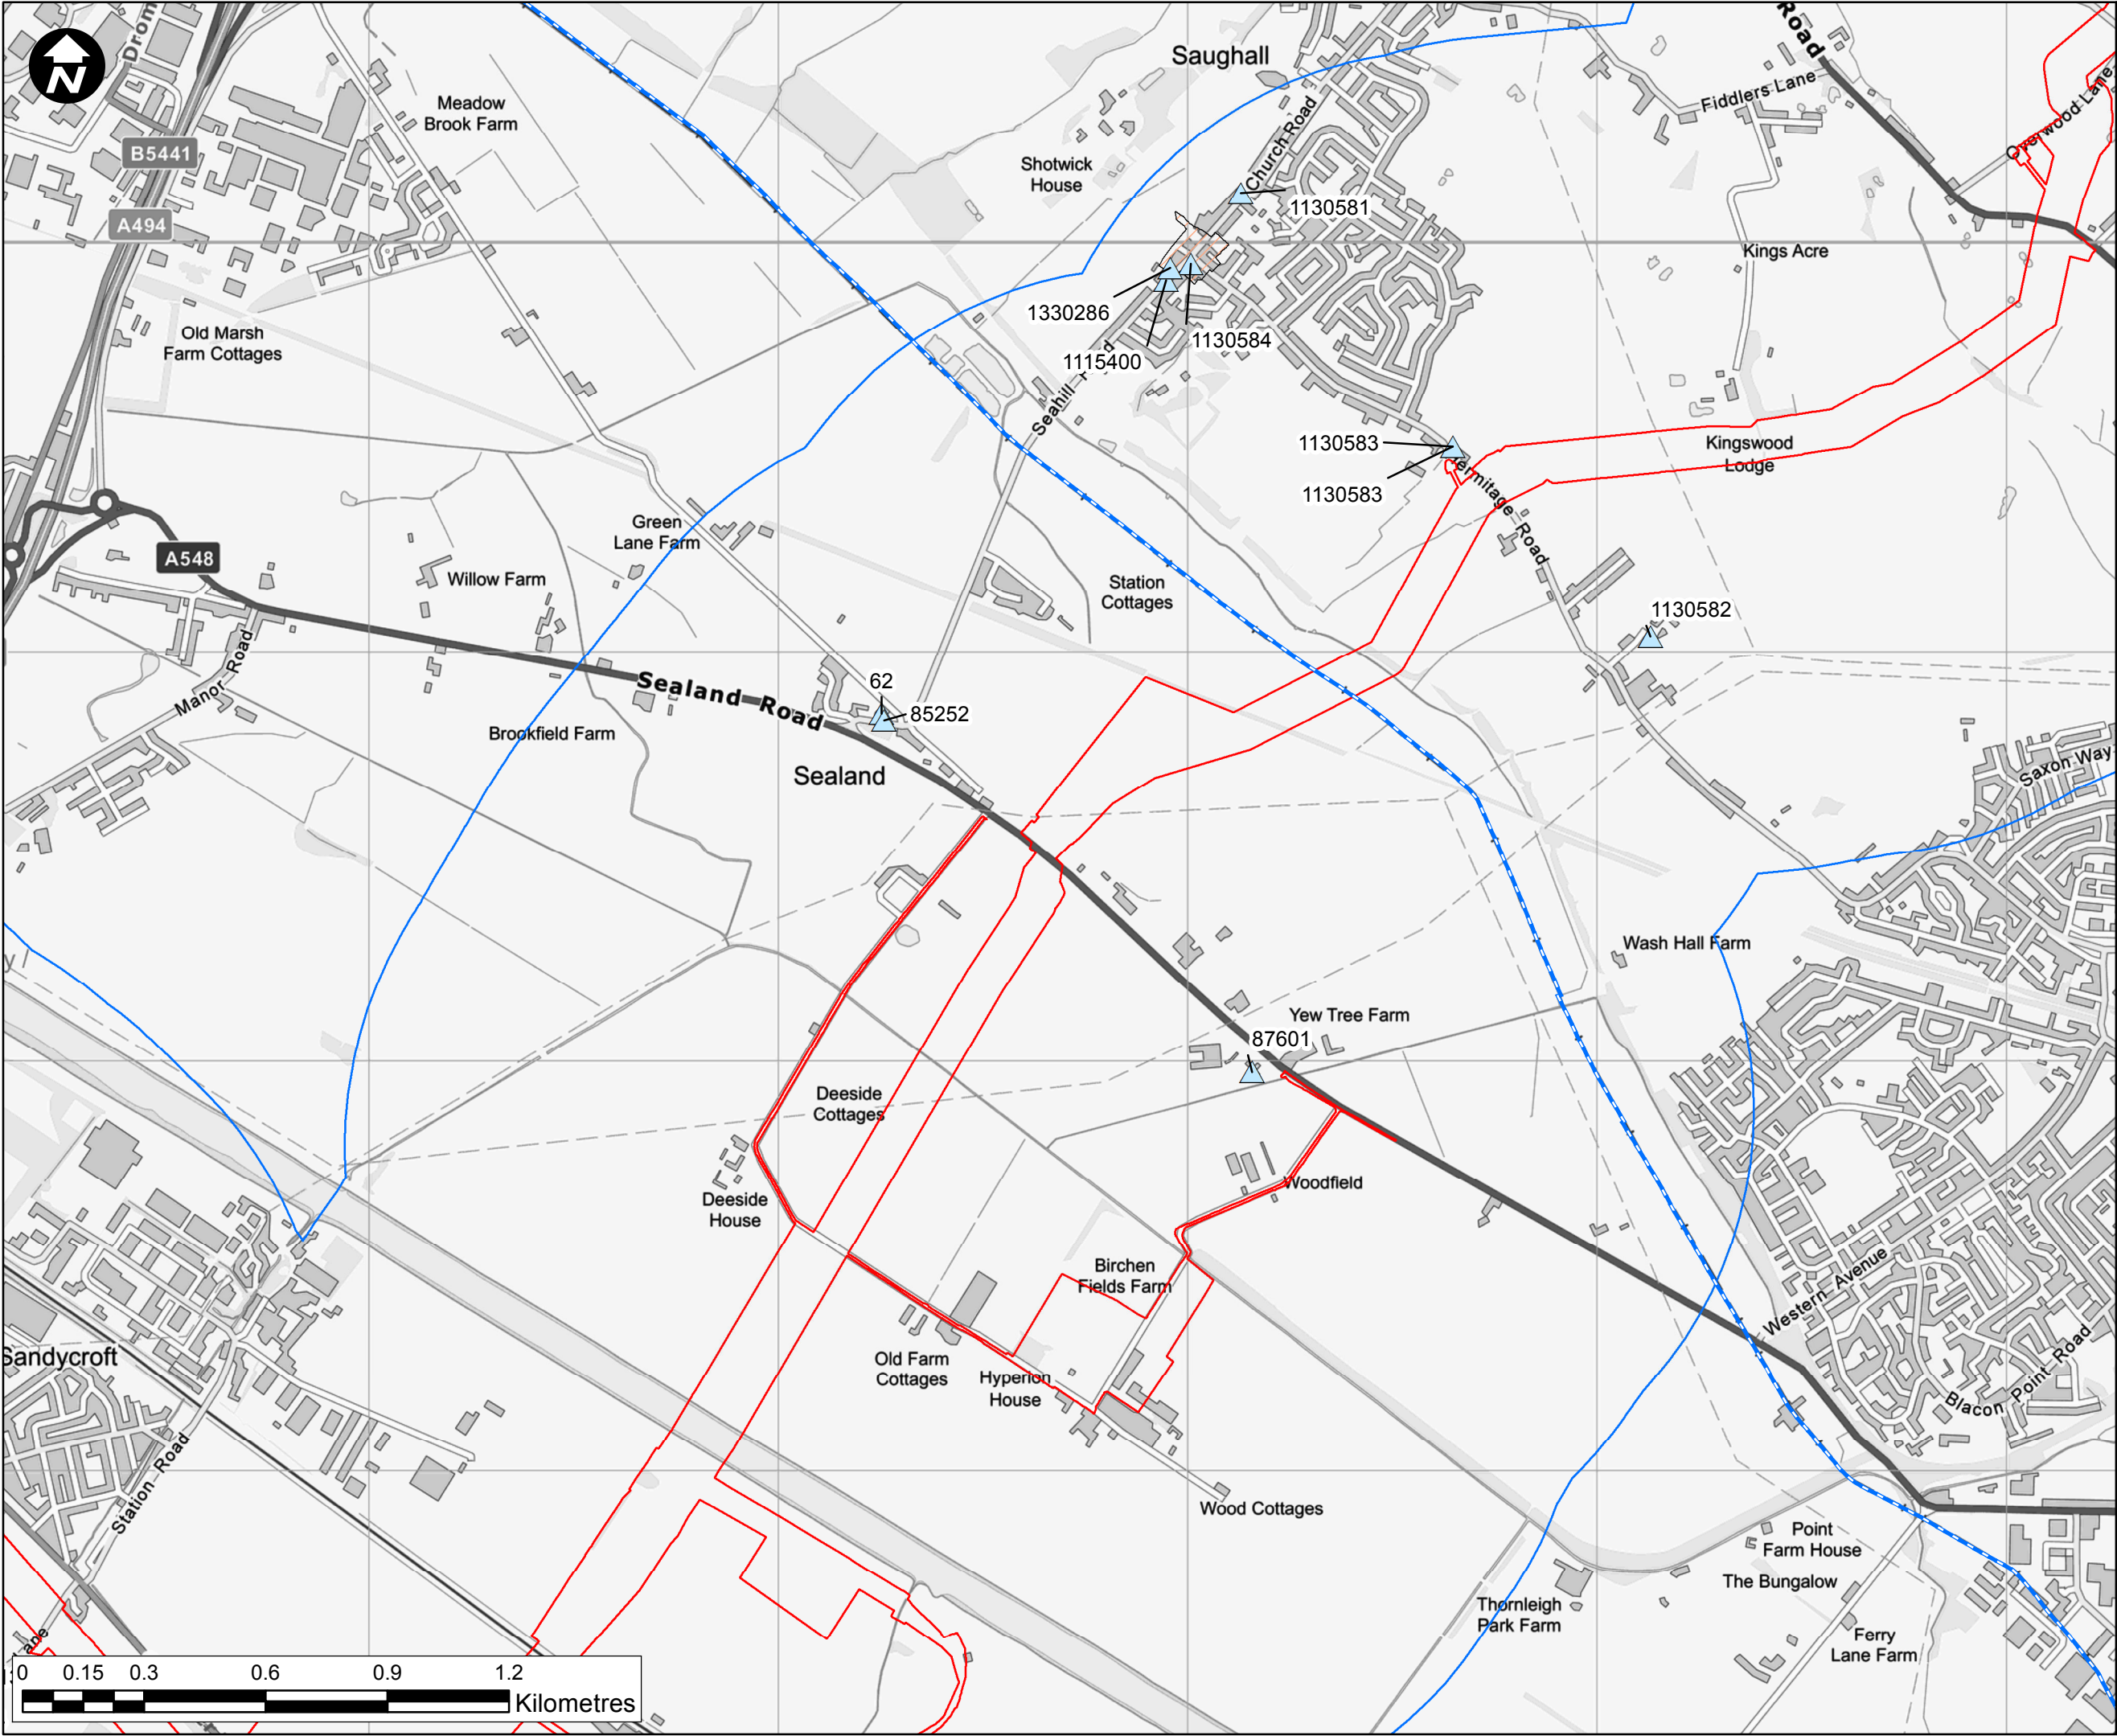 Drom
N
B5441
A494
Meadow
Brook Farm
Saughall
Road
Fiddlers Lane
Overwood Lane
Shotwick
House
Church Road
1130581
Kings Acre
Old Marsh
Farm Cottages
1330286
1130584
1115400
Seahill
d
1130583
1130583
Kingswood
Lodge
ermitage Road
Green
Lane Farm
A548
Willow Farm
Station
Cottages
1130582
Manor Road
62
85252
Sealand Road
Brookfield Farm
Sealand
Saxon Way
Wash Hall Farm
y
Yew Tree Farm
87601
Deeside
Cottages
Deeside
House
Woodfield
Birchen
Fields Farm
Western Avenue
Sandycroft
Old Farm
Cottages
Hyperion
House
Blacon Point Road
Station Road
Wood Cottages
Point
Farm House
The Bungalow
Thornleigh
Park Farm
Ferry
Lane Farm
ane
0 0.15 0.3 0.6 0.9 1.2
Kilometres